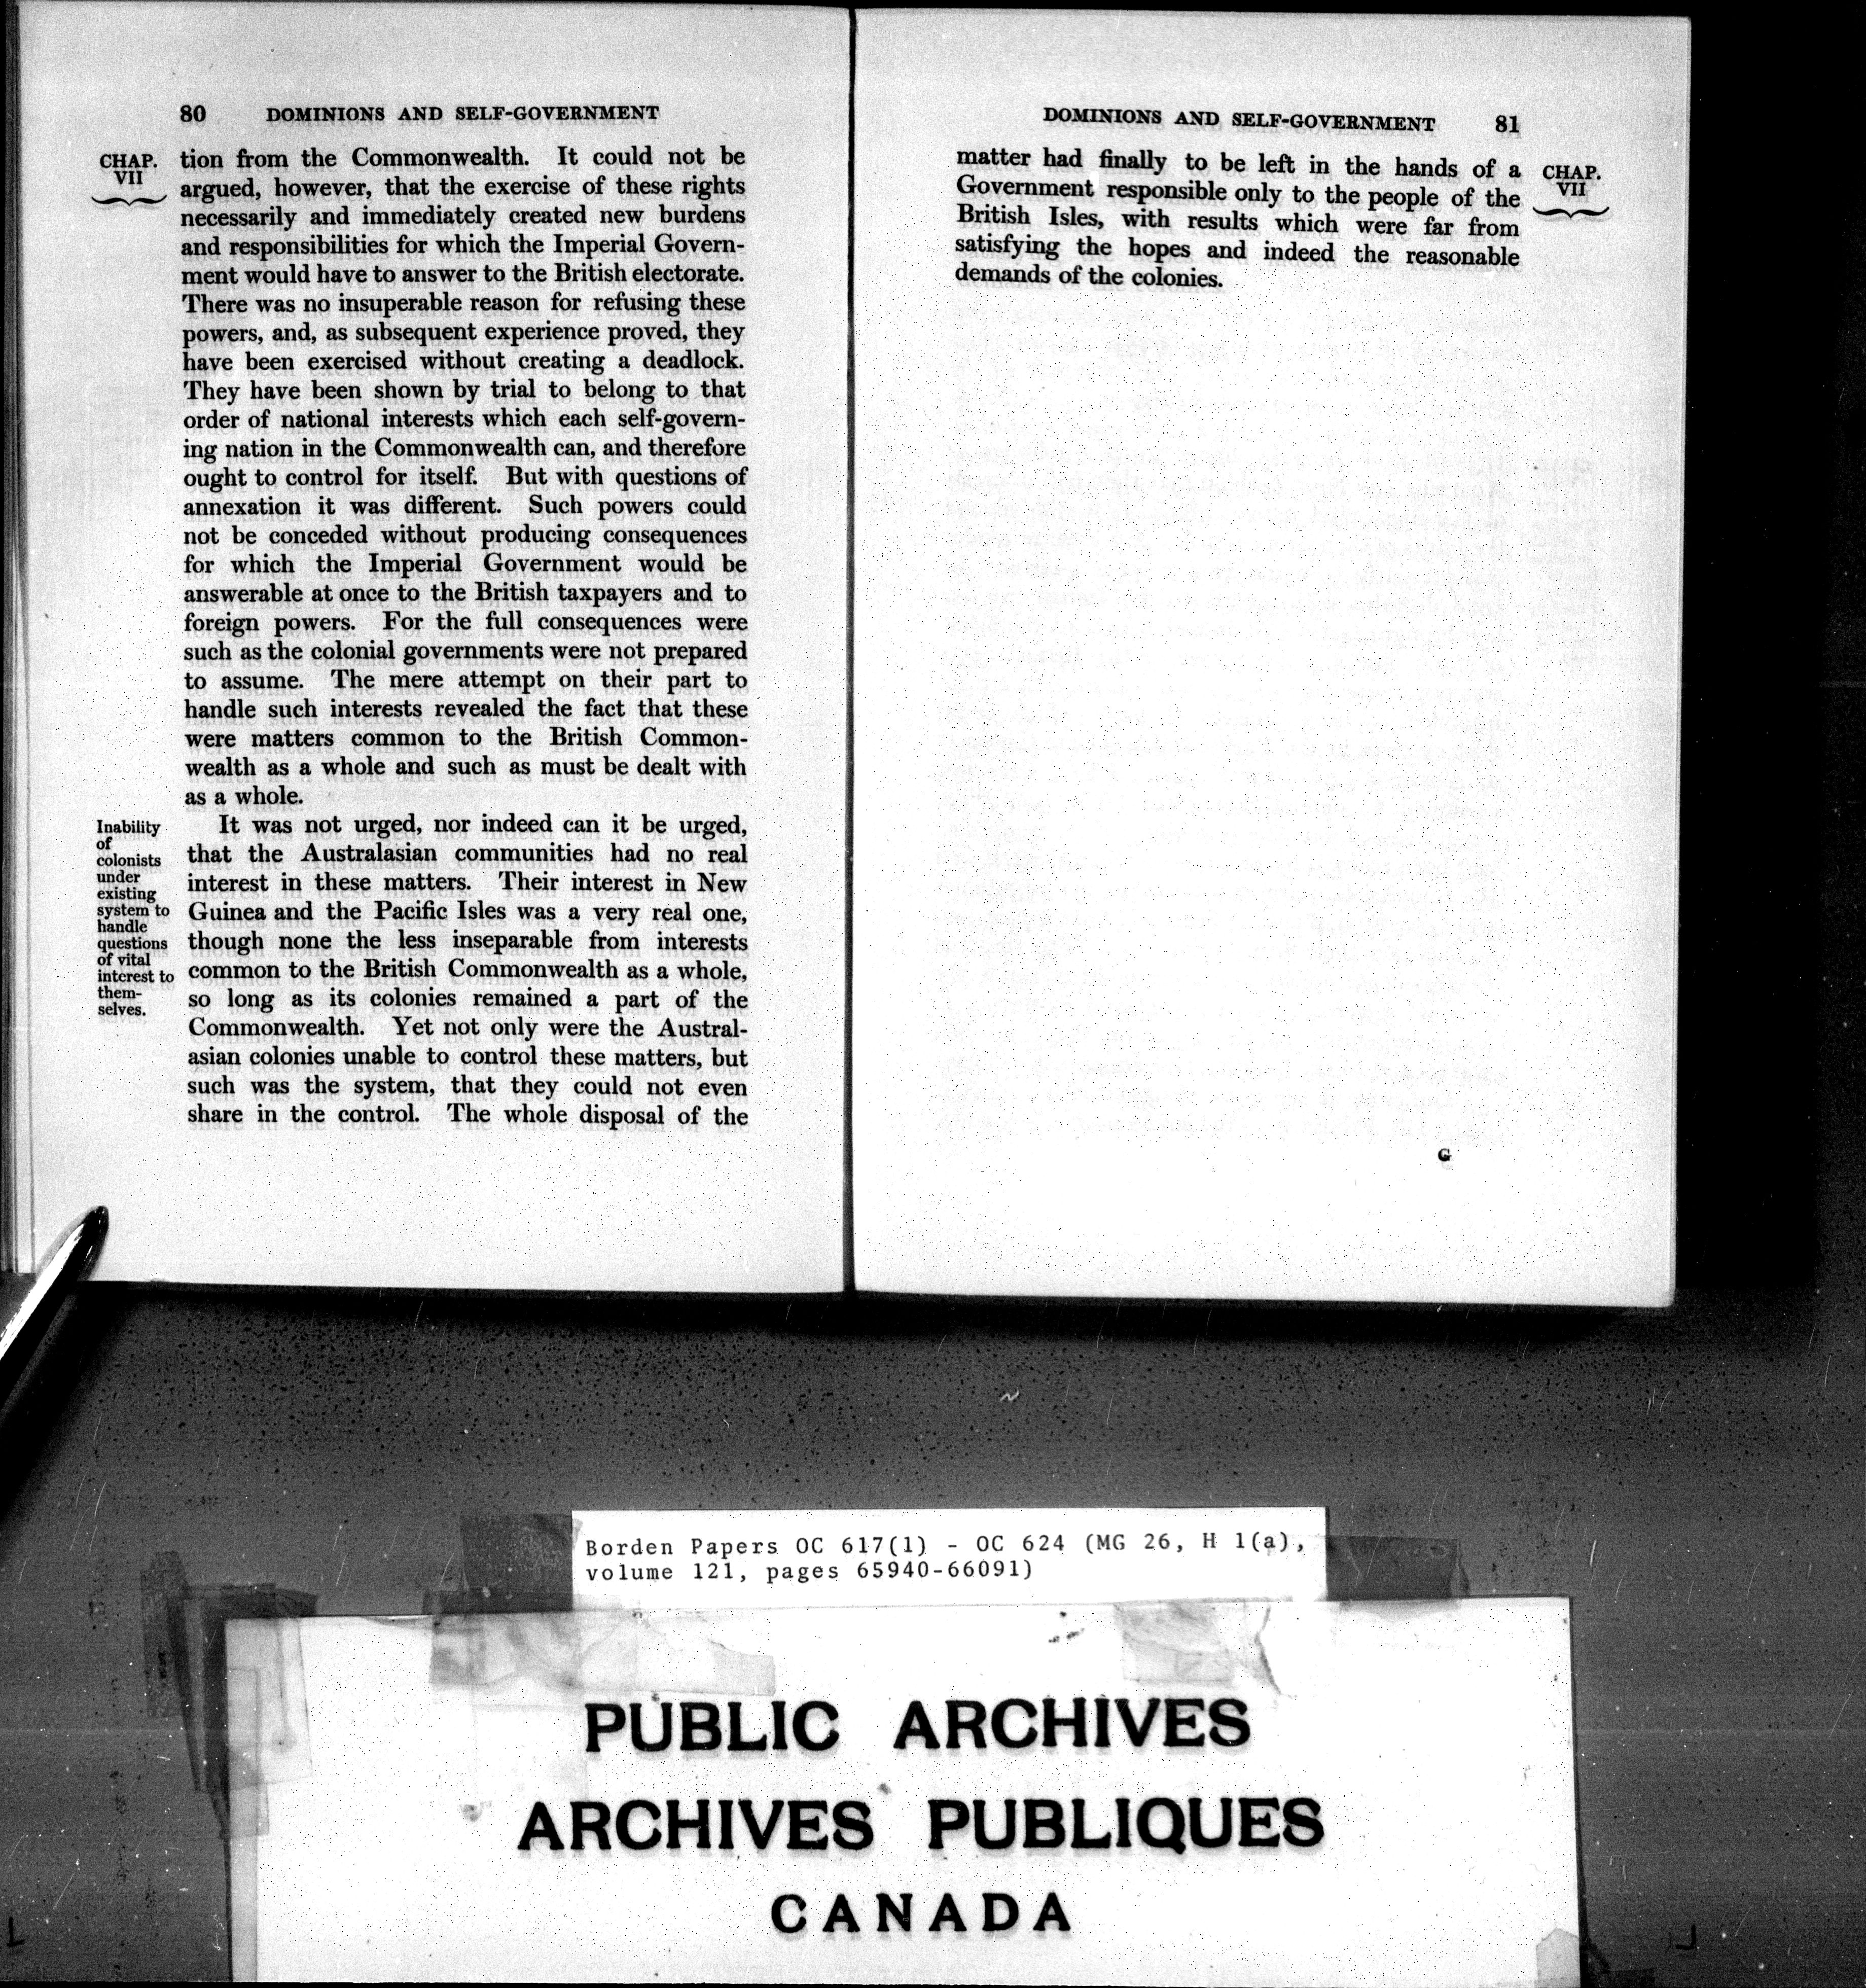 80 DOMINIONS AND SELF-GOVERNMENT
CHAP.
VII
tion from the Commonwealth. It could not be
argued, however, that the exercise of these rights
necessarily and immediately created new burdens
and responsibilities for which the Imperial Govern-
ment would have to answer to the British electorate.
There was no insuperable reason for refusing these
powers, and, as subsequent experience proved, they
have been exercised without creating a deadlock.
They have been shown by trial to belong to that
order of national interests which each self-govern-
ing nation in the Commonwealth can, and therefore
ought to control for itself. But with questions of
annexation it was different. Such powers could
not be conceded without producing consequences
for which the Imperial Government would be
answerable at once to the British taxpayers and to
foreign powers. For the full consequences were
such as the colonial governments were not prepared
to assume. The mere attempt on their part to
handle such interests revealed the fact that these
were matters common to the British Common-
wealth as a whole and such as must be dealt with
as a whole.
Inability
of
colonists
under
existing
system to
handle
questions
of vital
interest to
them-
selves.
It was not urged, nor indeed can it be urged,
that the Australasian communities had no real
interest in these matters. Their interest in New
Guinea and the Pacific Isles was a very real one,
though none the less inseparable from interests
common to the British Commonwealth as a whole,
so long as its colonies remained a part of the
Commonwealth. Yet not only were the Austral-
asian colonies unable to control these matters, but
such was the system, that they could not even
share in the control. The whole disposal of the
DOMINIONS AND SELF-GOVERNMENT 81
matter had finally to be left in the hands of a
Government responsible only to the people of the
British Isles, with results which were far from
satisfying the hopes and indeed the reasonable
demands of the colonies.
CHAP.
VII
G
Borden Papers OC 617(1) - OC 624 (MG 26, H 1(a),
volume 121, pages 65940-66091)
PUBLIC ARCHIVES
ARCHIVES PUBLIQUES
CANADA